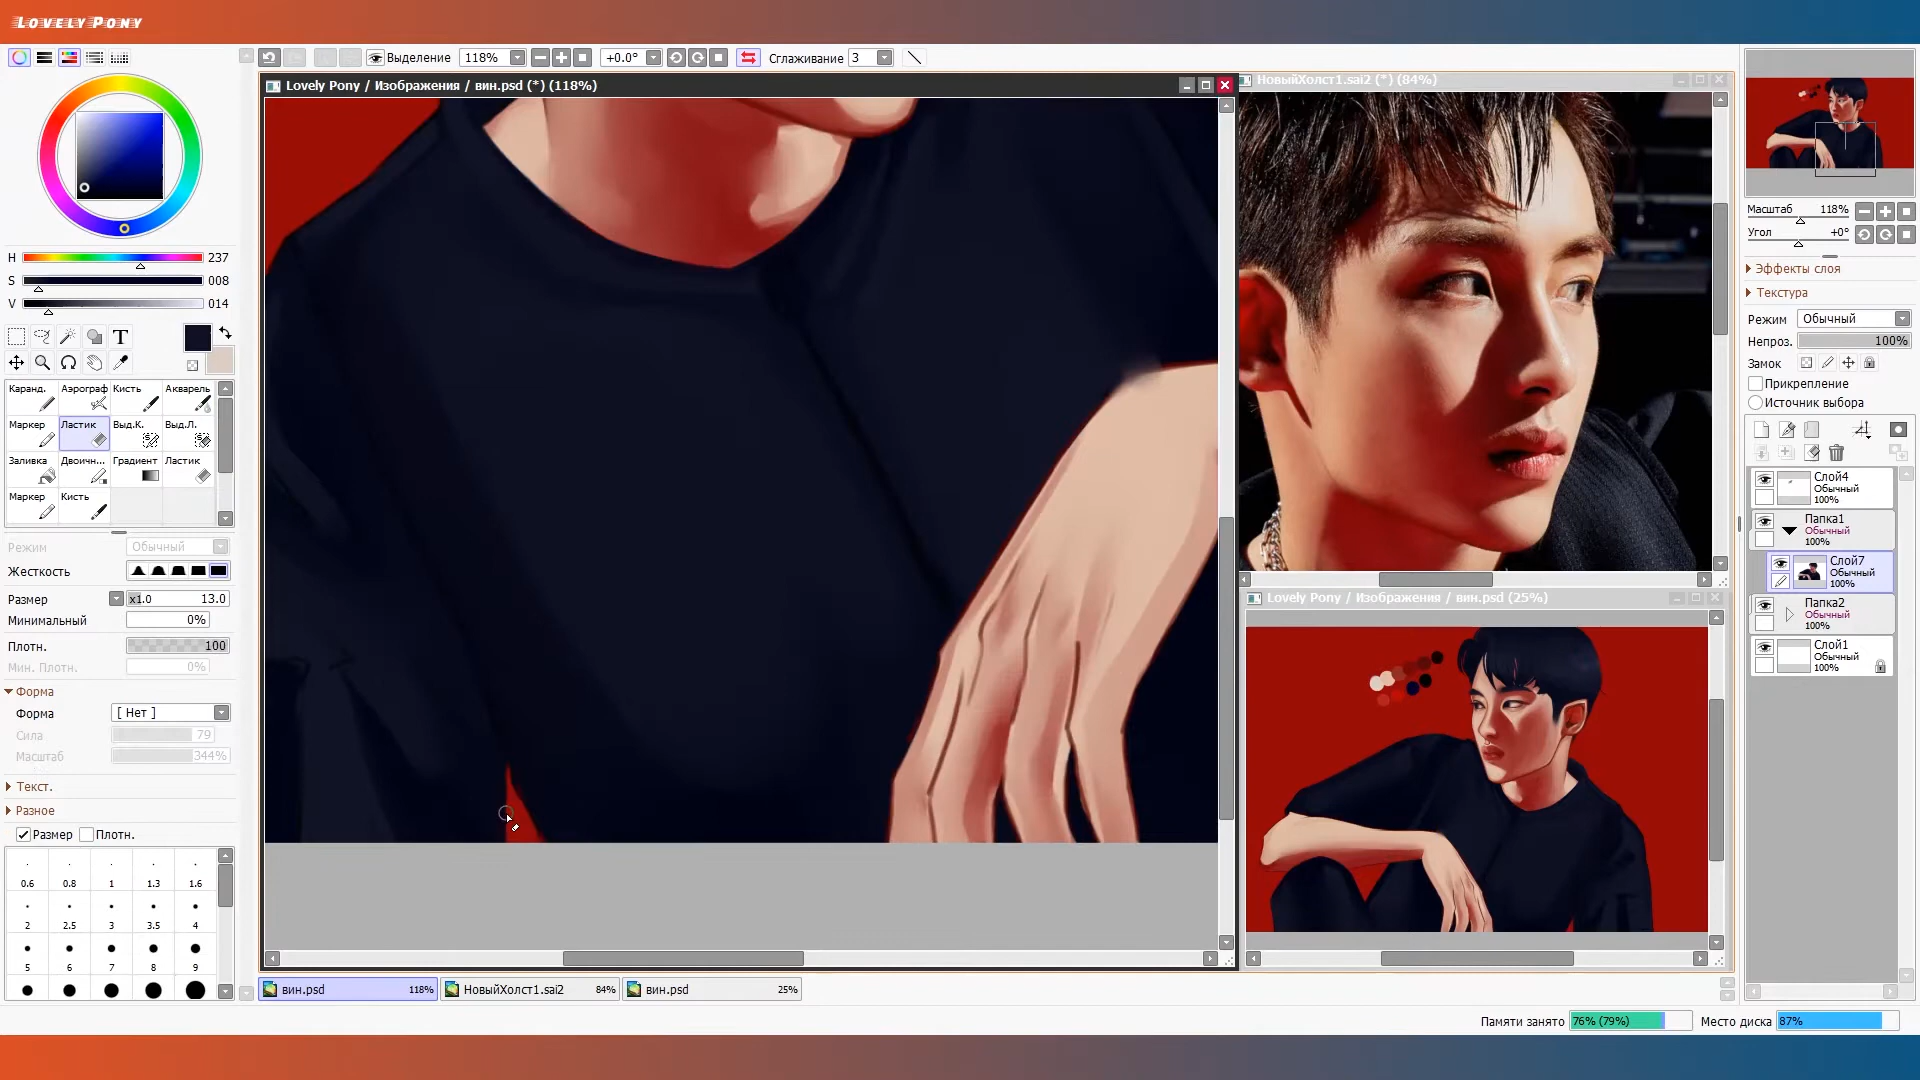 Lovely Pony
Выделение
118%
+0.0°
Сглаживание
3
Lovely Pony / Изображения / вин.psd (*) (118%)
НовыйХолст1.sai2 (*) (84%)
H
237
S
008
V
014
T
Каранд.
Аэрограф
Кисть
Акварель
Маркер
Ластик
Выд.К.
Выд.Л.
Заливка
Двоичн...
Градиент
Ластик
Маркер
Кисть
Режим
Обычный
Жесткость
Размер
x1.0
13.0
Минимальный
0%
Плотн.
100
Мин. Плотн.
0%
Форма
Форма
[ Нет ]
Сила
79
Масштаб
344%
Текст.
Разное
Размер
Плотн.
0.6
0.8
1
1.3
1.6
2
2.5
3
3.5
4
5
6
7
8
9
Lovely Pony / Изображения / вин.psd (25%)
вин.psd
118%
НовыйХолст1.sai2
84%
вин.psd
25%
Масштаб
118%
Угол
+0°
Эффекты слоя
Текстура
Режим
Обычный
Непроз.
100%
Замок
Прикрепление
Источник выбора
Слой4
Обычный
100%
Папка1
Обычный
100%
Слой7
Обычный
100%
Папка2
Обычный
100%
Слой1
Обычный
100%
Памяти занято
76% (79%)
Место диска
87%